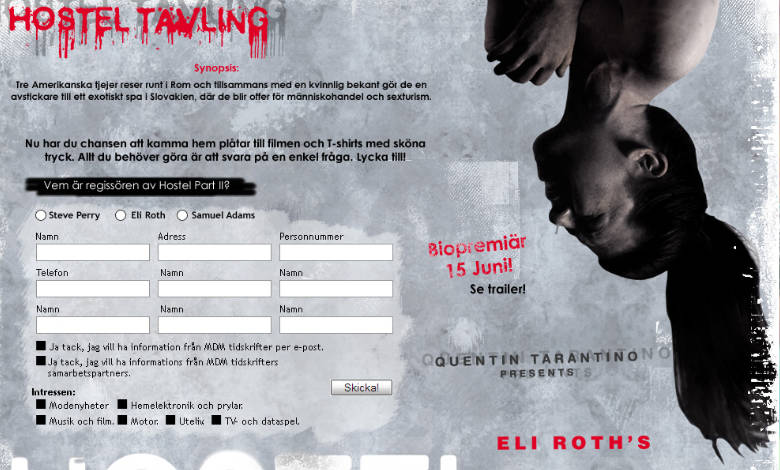 HOSTEL TÄVLING
Synopsis:
Tre Amerikanska tjejer reser runt i Rom och tillsammans med en kvinnlig bekant gör de en
avstickare till ett exotiskt spa i Slovakien, där de blir offer för människohandel och sexturism.
Nu har du chansen att kamma hem plåtar till filmen och T-shirts med sköna
tryck. Allt du behöver göra är att svara på en enkel fråga. Lycka till!
Vem är regissören av Hostel Part II?
Steve Perry Eli Roth Samuel Adams
Namn Adress Personnummer
Telefon Namn Namn
Namn Namn Namn
Ja tack, jag vill ha information från MDM tidskrifter per e-post.
Ja tack, jag vill ha informations från MDM tidskrifters
samarbetspartners.
Skicka!
Intressen:
Modenyheter Hemelektronik och prylar.
Musik och film. Motor. Uteliv. TV- och dataspel.
Biopremiär
15 Juni!
Se trailer!
QUENTIN TARANTINO
PRESENTS
ELI ROTH'S